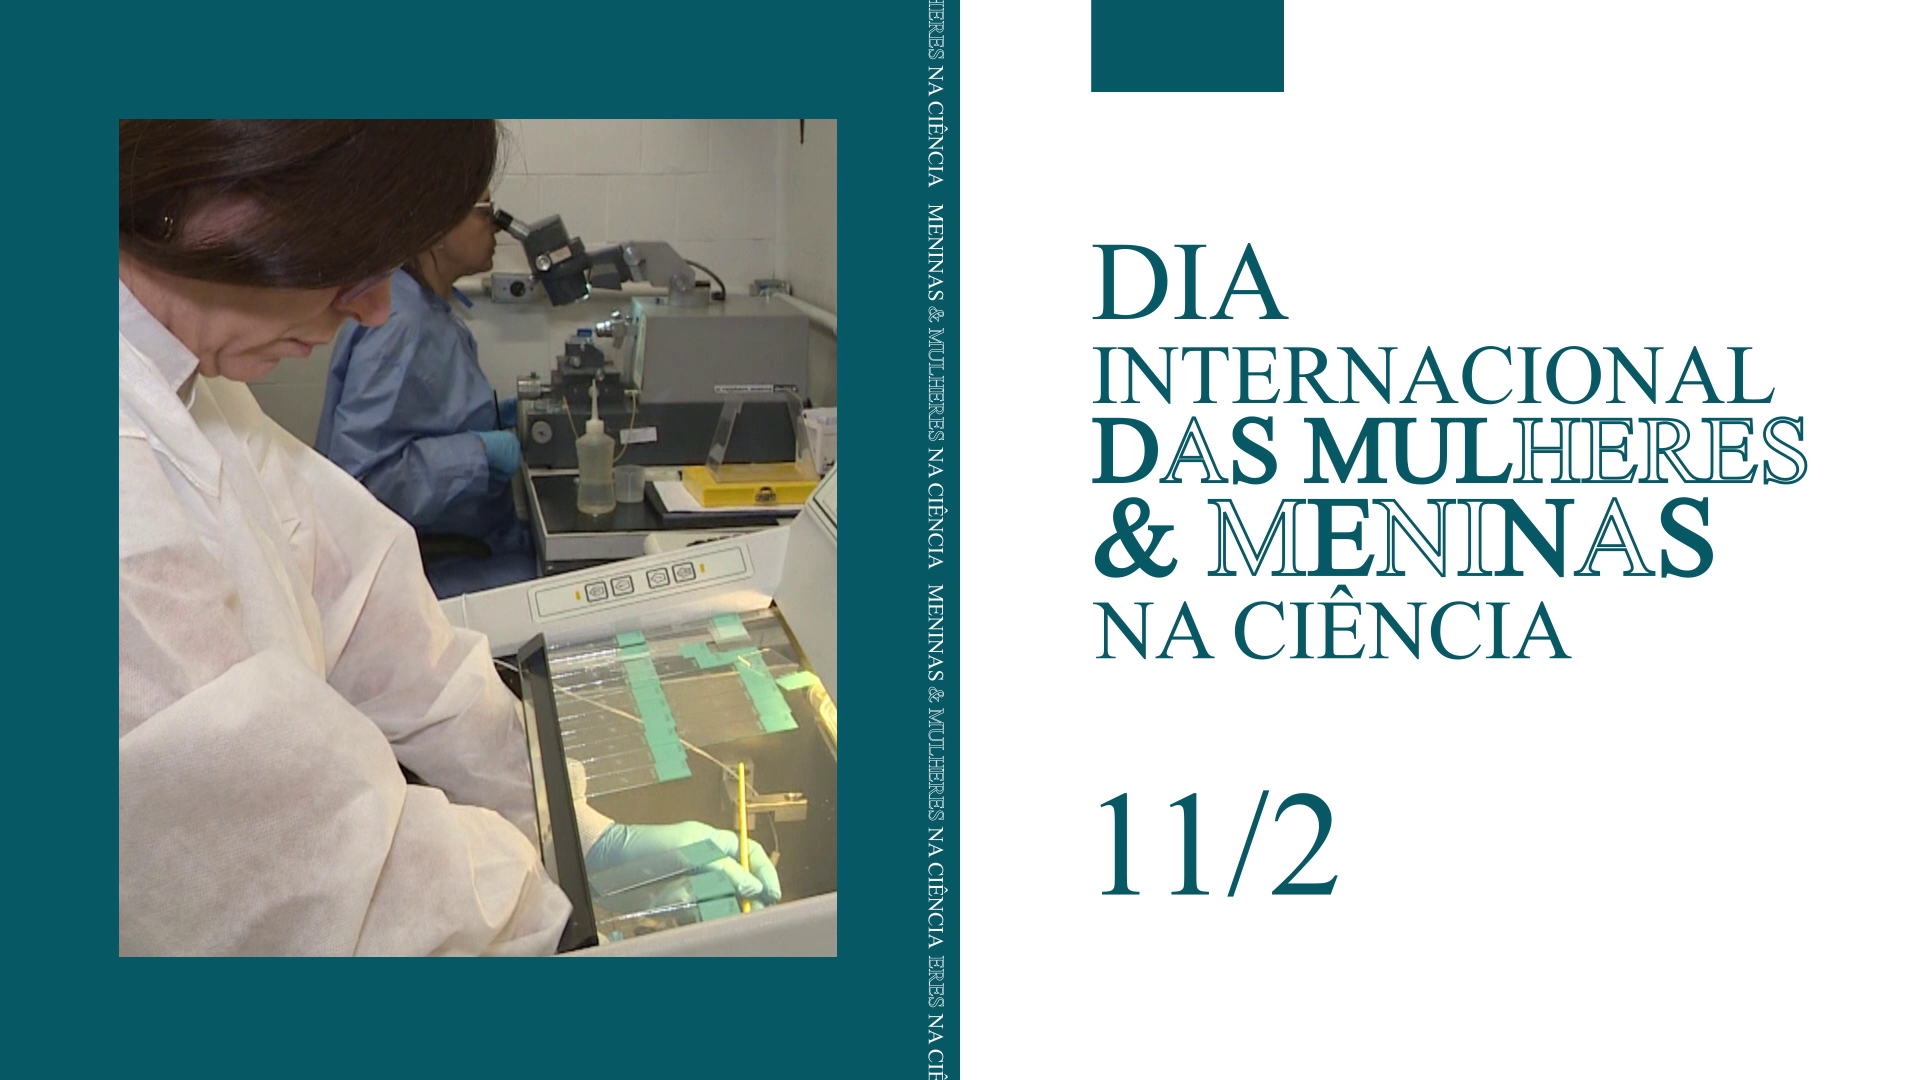 HERES NA CIÊNCIA MENINAS & MULHERES NA CIÊNCIA MENINAS & MULHERES NA CIÊNCIA ERES NA CIÊ
DIA
INTERNACIONAL
DAS MULHERES
& MENINAS
NA CIÊNCIA
11/2